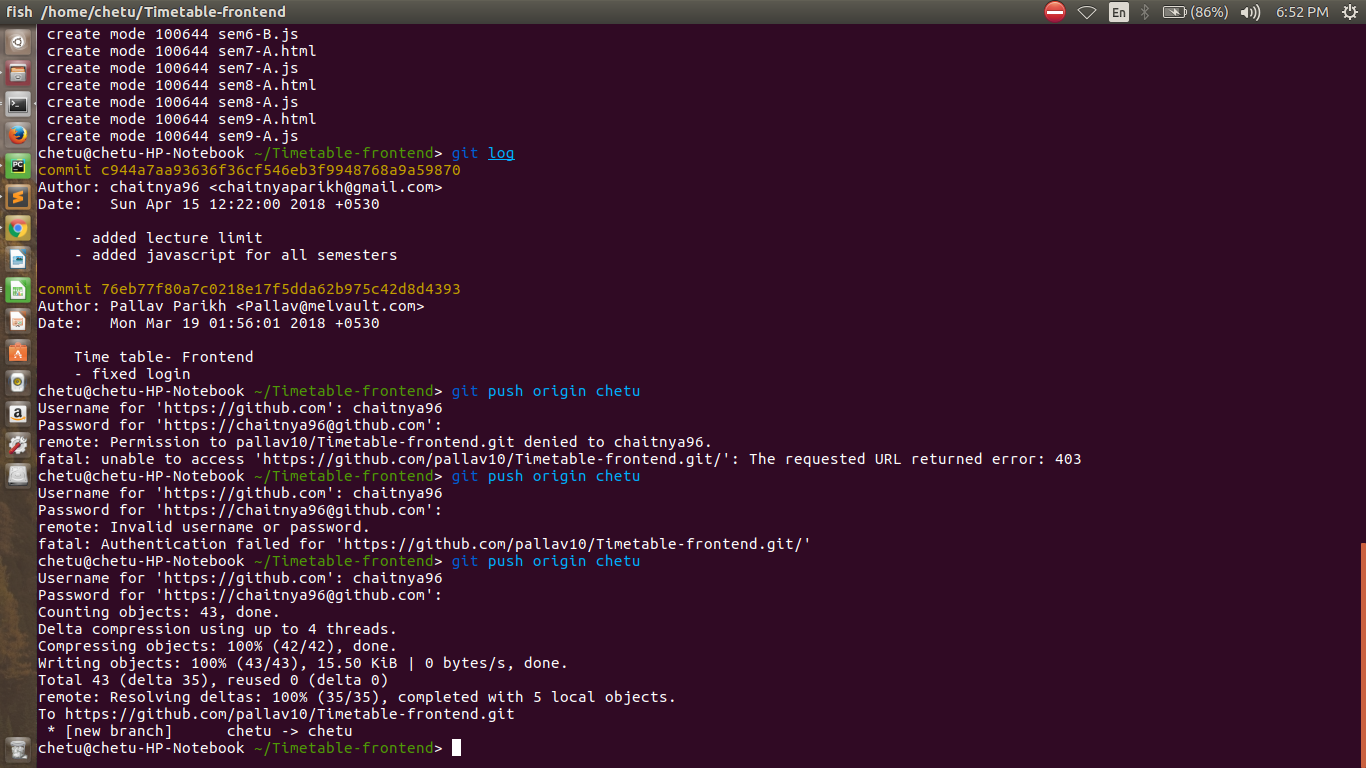 fish /home/chetu/Timetable-frontend
En
(86%)
6:52 PM
create mode 100644 sem6-B.js
create mode 100644 sem7-A.html
create mode 100644 sem7-A.js
create mode 100644 sem8-A.html
create mode 100644 sem8-A.js
create mode 100644 sem9-A.html
create mode 100644 sem9-A.js
chetu@chetu-HP-Notebook ~/Timetable-frontend> git log
commit c944a7aa93636f36cf546eb3f9948768a9a59870
Author: chaitnya96 <chaitnyaparikh@gmail.com>
Date:   Sun Apr 15 12:22:00 2018 +0530
- added lecture limit
- added javascript for all semesters
commit 76eb77f80a7c0218e17f5dda62b975c42d8d4393
Author: Pallav Parikh <Pallav@melvault.com>
Date:   Mon Mar 19 01:56:01 2018 +0530
Time table- Frontend
- fixed login
chetu@chetu-HP-Notebook ~/Timetable-frontend> git push origin chetu
Username for 'https://github.com': chaitnya96
Password for 'https://chaitnya96@github.com':
remote: Permission to pallav10/Timetable-frontend.git denied to chaitnya96.
fatal: unable to access 'https://github.com/pallav10/Timetable-frontend.git/': The requested URL returned error: 403
chetu@chetu-HP-Notebook ~/Timetable-frontend> git push origin chetu
Username for 'https://github.com': chaitnya96
Password for 'https://chaitnya96@github.com':
remote: Invalid username or password.
fatal: Authentication failed for 'https://github.com/pallav10/Timetable-frontend.git/'
chetu@chetu-HP-Notebook ~/Timetable-frontend> git push origin chetu
Username for 'https://github.com': chaitnya96
Password for 'https://chaitnya96@github.com':
Counting objects: 43, done.
Delta compression using up to 4 threads.
Compressing objects: 100% (42/42), done.
Writing objects: 100% (43/43), 15.50 KiB | 0 bytes/s, done.
Total 43 (delta 35), reused 0 (delta 0)
remote: Resolving deltas: 100% (35/35), completed with 5 local objects.
To https://github.com/pallav10/Timetable-frontend.git
* [new branch]      chetu -> chetu
chetu@chetu-HP-Notebook ~/Timetable-frontend>